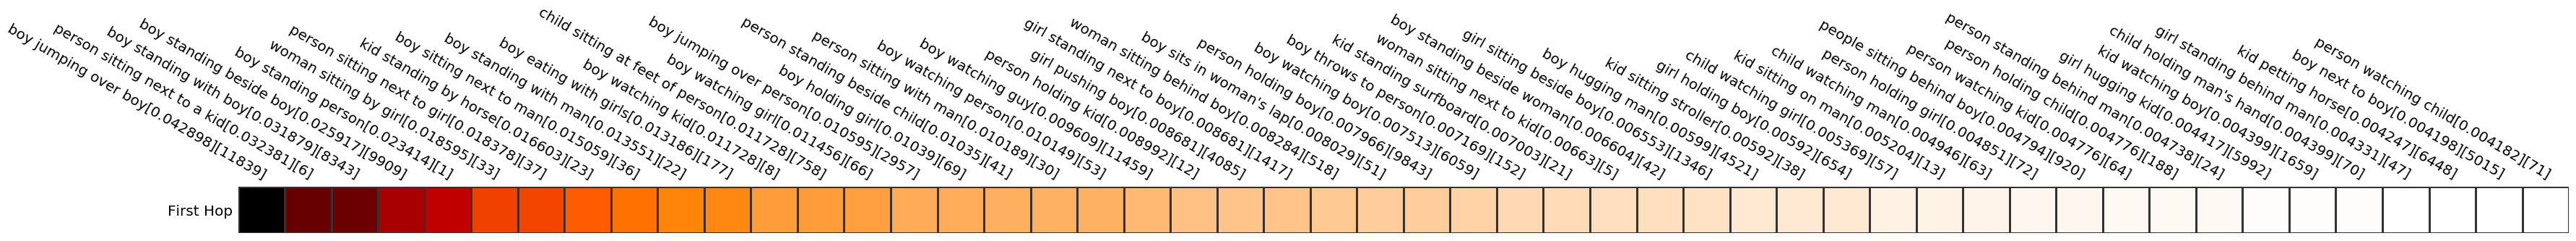 boy jumping over boy[0.042898][11839]
person sitting next to a kid[0.032381][6]
boy standing with boy[0.031879][8343]
boy standing beside boy[0.025917][9909]
boy standing person[0.023414][1]
woman sitting by girl[0.018595][33]
person sitting next to girl[0.018378][37]
kid standing by horse[0.016603][23]
boy sitting next to man[0.015059][36]
boy standing with man[0.013551][22]
boy eating with girls[0.013186][177]
boy watching kid[0.011728][8]
child sitting at feet of person[0.011728][758]
boy watching girl[0.011456][66]
boy jumping over person[0.010595][2957]
boy holding girl[0.01039][69]
person standing beside child[0.01035][41]
person sitting with man[0.010189][30]
boy watching person[0.010149][53]
boy watching guy[0.009609][11459]
person holding kid[0.008992][12]
girl pushing boy[0.008681][4085]
girl standing next to boy[0.008681][1417]
woman sitting behind boy[0.008284][518]
boy sits in woman's lap[0.008029][51]
person holding boy[0.007966][9843]
boy watching boy[0.007513][6059]
boy throws to person[0.007169][152]
kid standing surfboard[0.007003][21]
woman sitting next to kid[0.00663][5]
boy standing beside woman[0.006604][42]
girl sitting beside boy[0.006553][1346]
boy hugging man[0.005599][4521]
kid sitting stroller[0.00592][38]
girl holding boy[0.00592][654]
child watching girl[0.005369][57]
kid sitting on man[0.005204][13]
child watching man[0.004946][63]
person holding girl[0.004851][72]
people sitting behind boy[0.004794][920]
person watching kid[0.004776][64]
person holding child[0.004776][188]
person standing behind man[0.004738][24]
girl hugging kid[0.004417][5992]
kid watching boy[0.004399][1659]
child holding man's hand[0.004399][70]
girl standing behind man[0.004331][47]
kid petting horse[0.004247][6448]
boy next to boy[0.004198][5015]
person watching child[0.004182][71]
First Hop